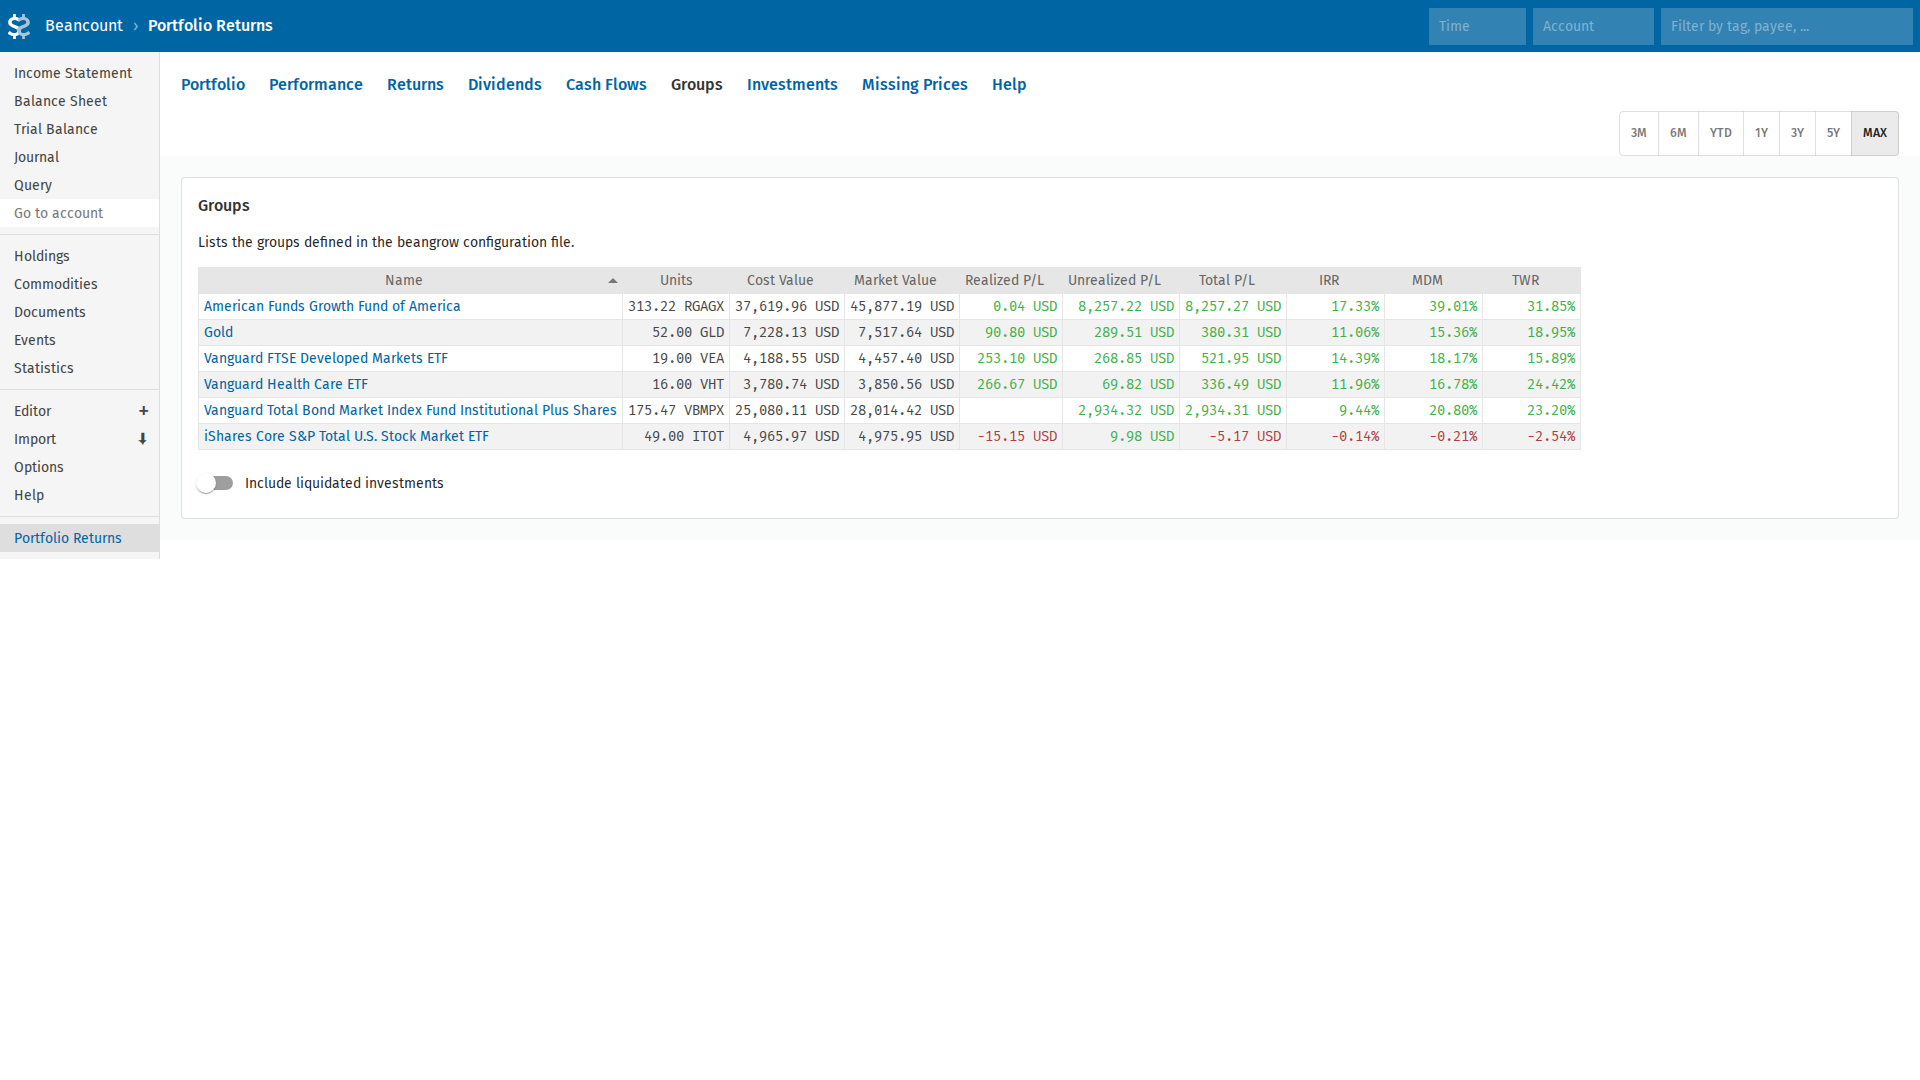 Beancount › Portfolio Returns
Time
Account
Filter by tag, payee, ...
Income Statement
Balance Sheet
Trial Balance
Journal
Query
Go to account
Holdings
Commodities
Documents
Events
Statistics
Editor +
Import
Options
Help
Portfolio Returns
Portfolio Performance Returns Dividends Cash Flows Groups Investments Missing Prices Help
3M 6M YTD 1Y 3Y 5Y MAX
Groups
Lists the groups defined in the beangrow configuration file.
Name Units Cost Value Market Value Realized P/L Unrealized P/L Total P/L IRR MDM TWR
American Funds Growth Fund of America 313.22 RGAGX 37,619.96 USD 45,877.19 USD 0.04 USD 8,257.22 USD 8,257.27 USD 17.33% 39.01% 31.85%
Gold 52.00 GLD 7,228.13 USD 7,517.64 USD 90.80 USD 289.51 USD 380.31 USD 11.06% 15.36% 18.95%
Vanguard FTSE Developed Markets ETF 19.00 VEA 4,188.55 USD 4,457.40 USD 253.10 USD 268.85 USD 521.95 USD 14.39% 18.17% 15.89%
Vanguard Health Care ETF 16.00 VHT 3,780.74 USD 3,850.56 USD 266.67 USD 69.82 USD 336.49 USD 11.96% 16.78% 24.42%
Vanguard Total Bond Market Index Fund Institutional Plus Shares 175.47 VBMPX 25,080.11 USD 28,014.42 USD 2,934.32 USD 2,934.31 USD 9.44% 20.80% 23.20%
iShares Core S&P Total U.S. Stock Market ETF 49.00 ITOT 4,965.97 USD 4,975.95 USD -15.15 USD 9.98 USD -5.17 USD -0.14% -0.21% -2.54%
Include liquidated investments